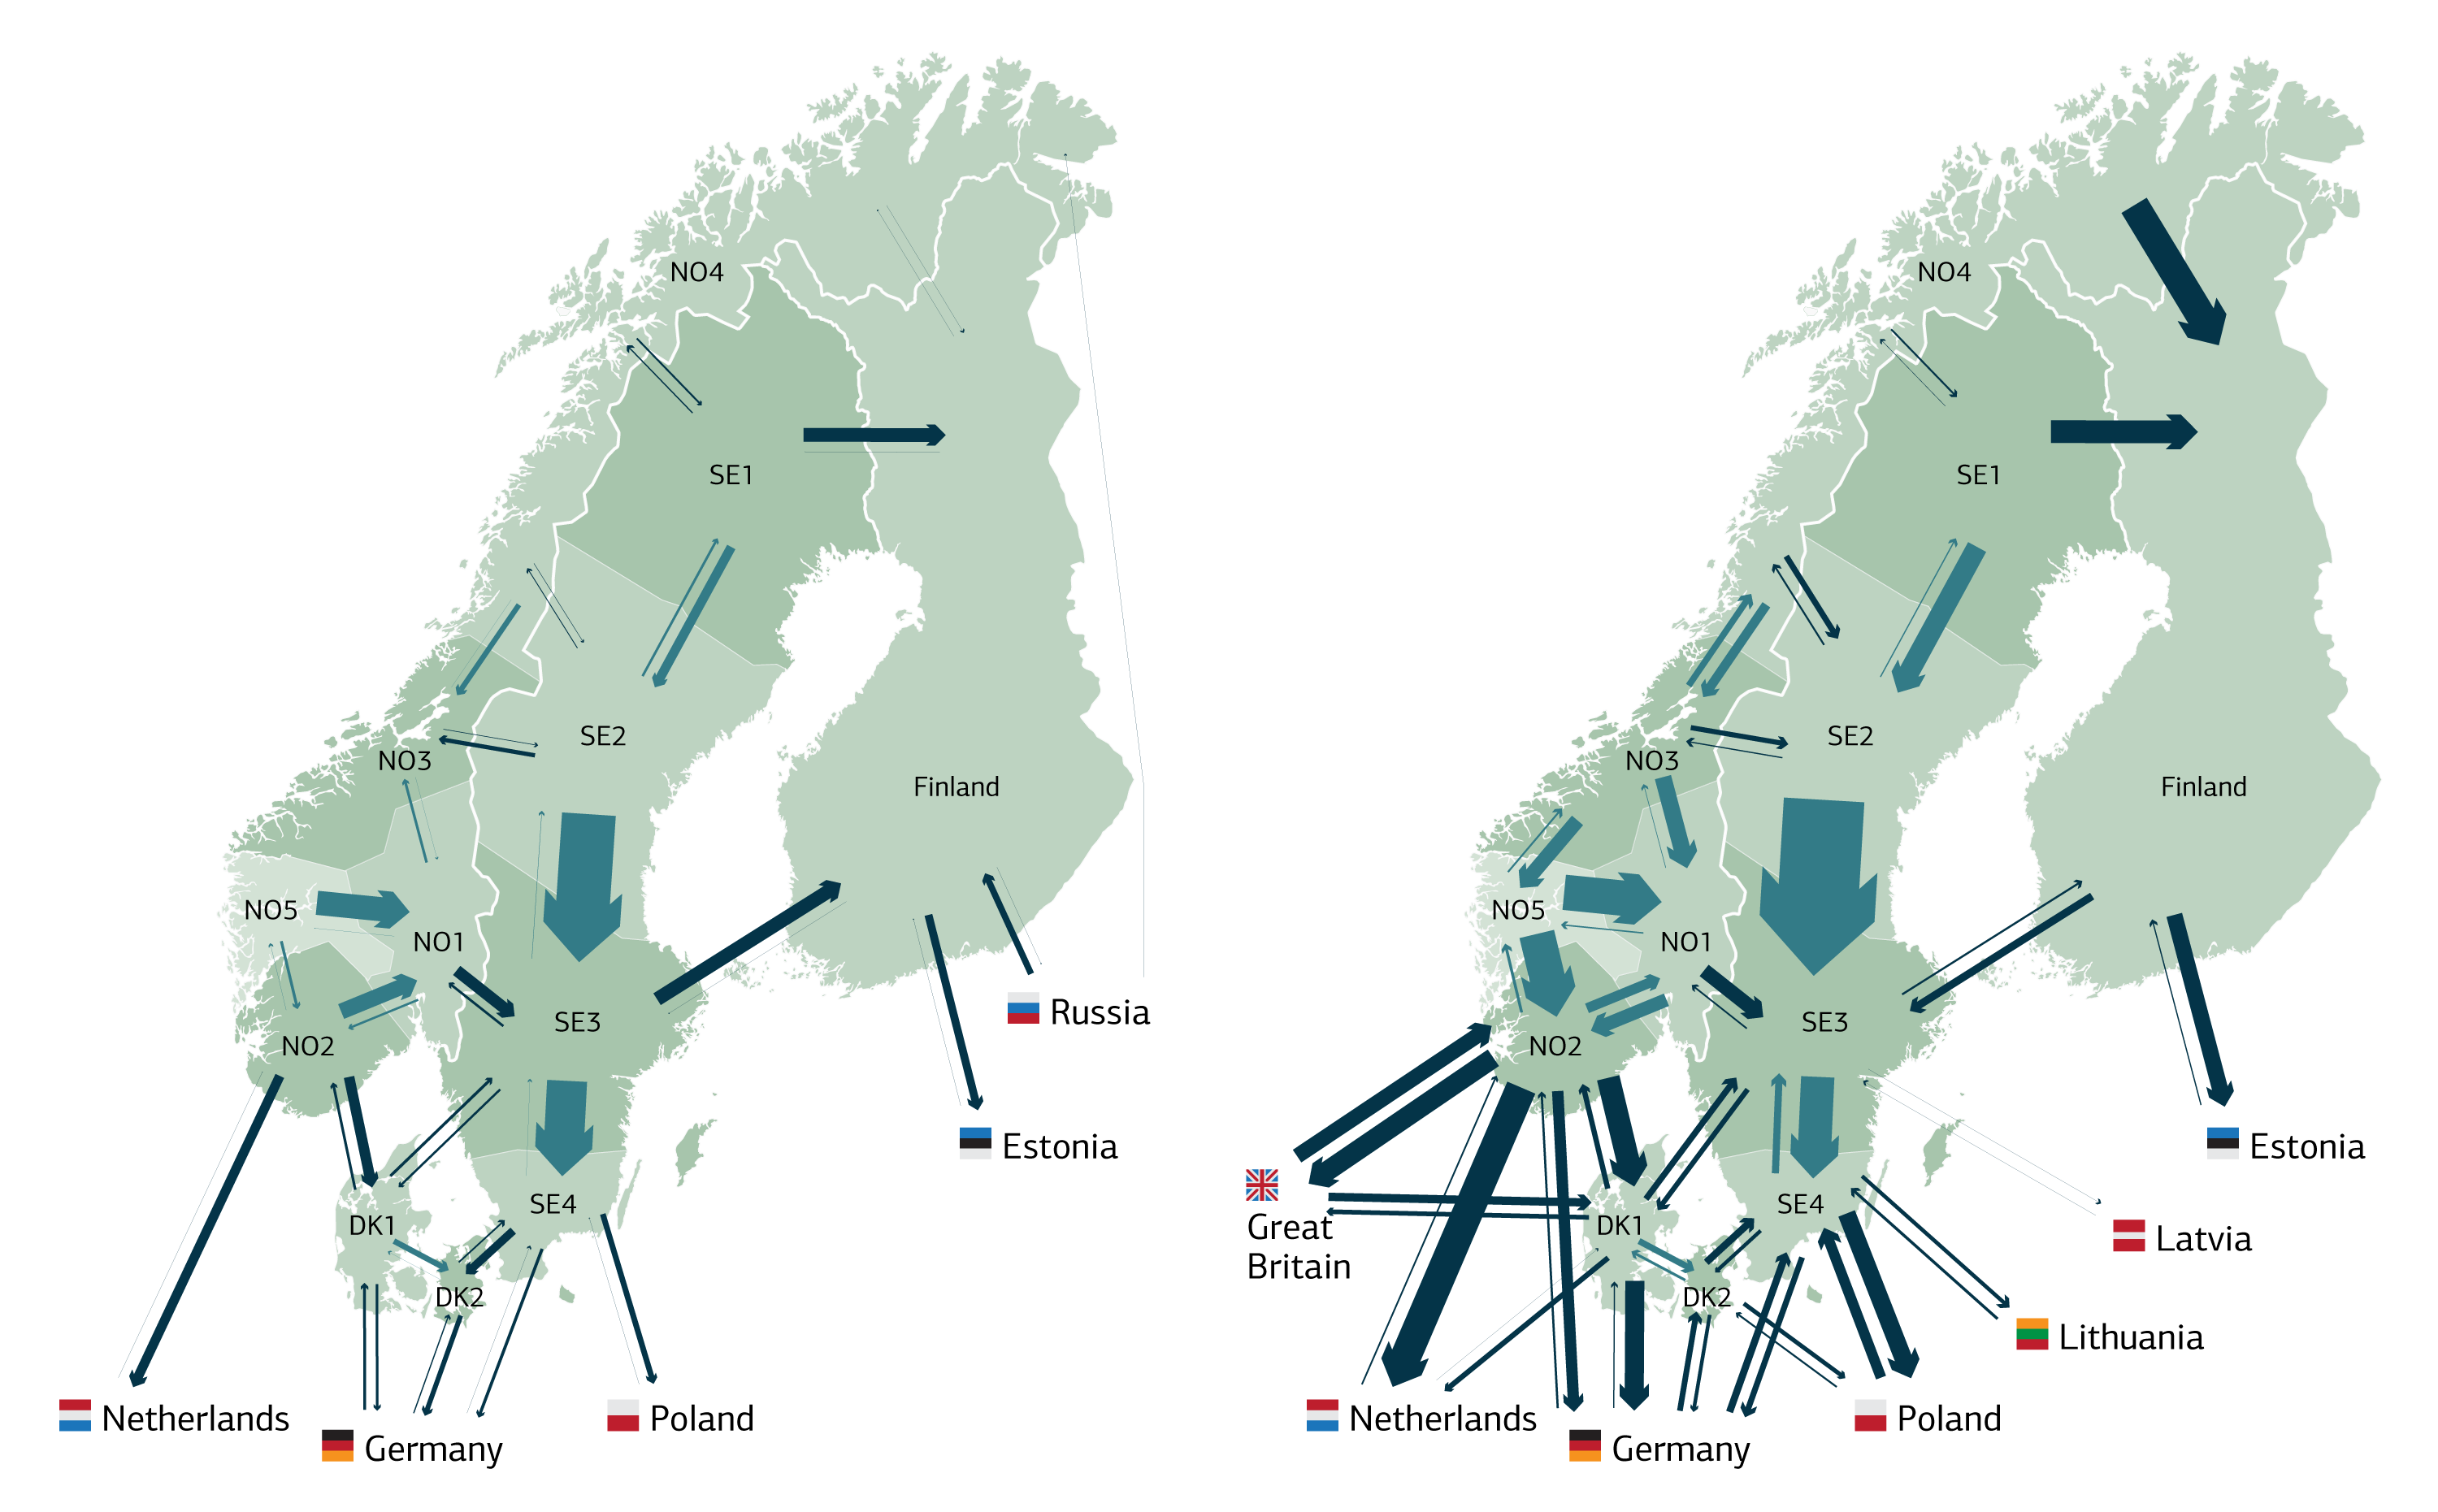 NO4
SE1
SE2
NO3
Finland
NO5
NO1
SE3
Russia
NO2
Estonia
SE4
DK1
DK2
Netherlands
Germany
Poland
NO4
SE1
SE2
NO3
Finland
NO5
NO1
SE3
NO2
Estonia
SE4
DK1
Great
Britain
Latvia
DK2
Lithuania
Netherlands
Germany
Poland